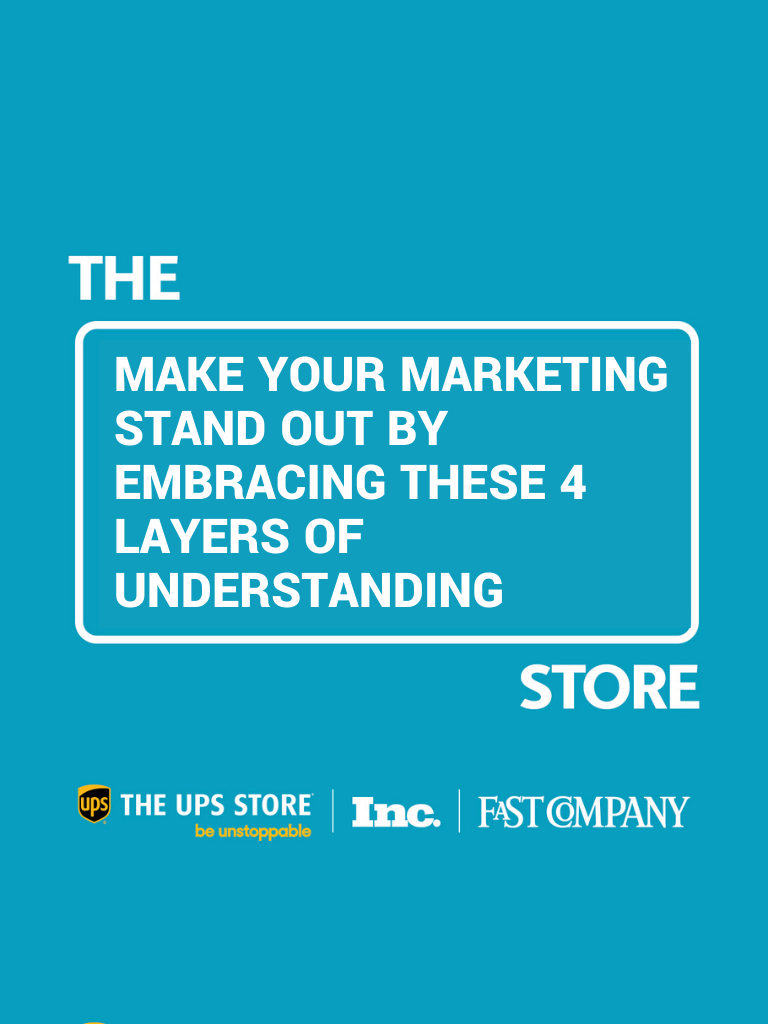 THE
MAKE YOUR MARKETING
STAND OUT BY
EMBRACING THESE 4
LAYERS OF
UNDERSTANDING
STORE
ups THE UPS STORE Inc. FAST COMPANY
be unstoppable